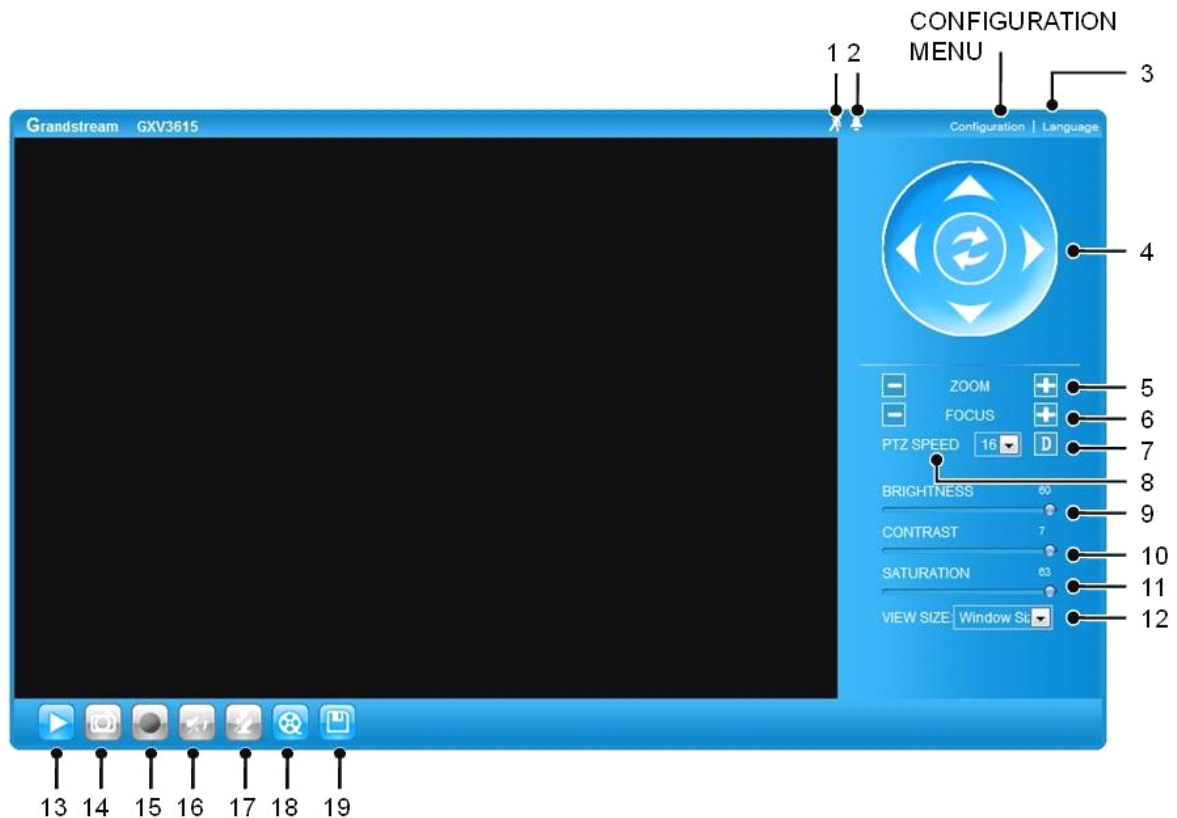 CONFIGURATION
MENU
1 2
3
Grandstream GXV3615
Configuration | Language
4
ZOOM
5
FOCUS
6
PTZ SPEED 16 D
7
8
BRIGHTNESS 60
9
CONTRAST 7
10
SATURATION 63
11
VIEW SIZE: Window Siz
12
13 14 15 16 17 18 19